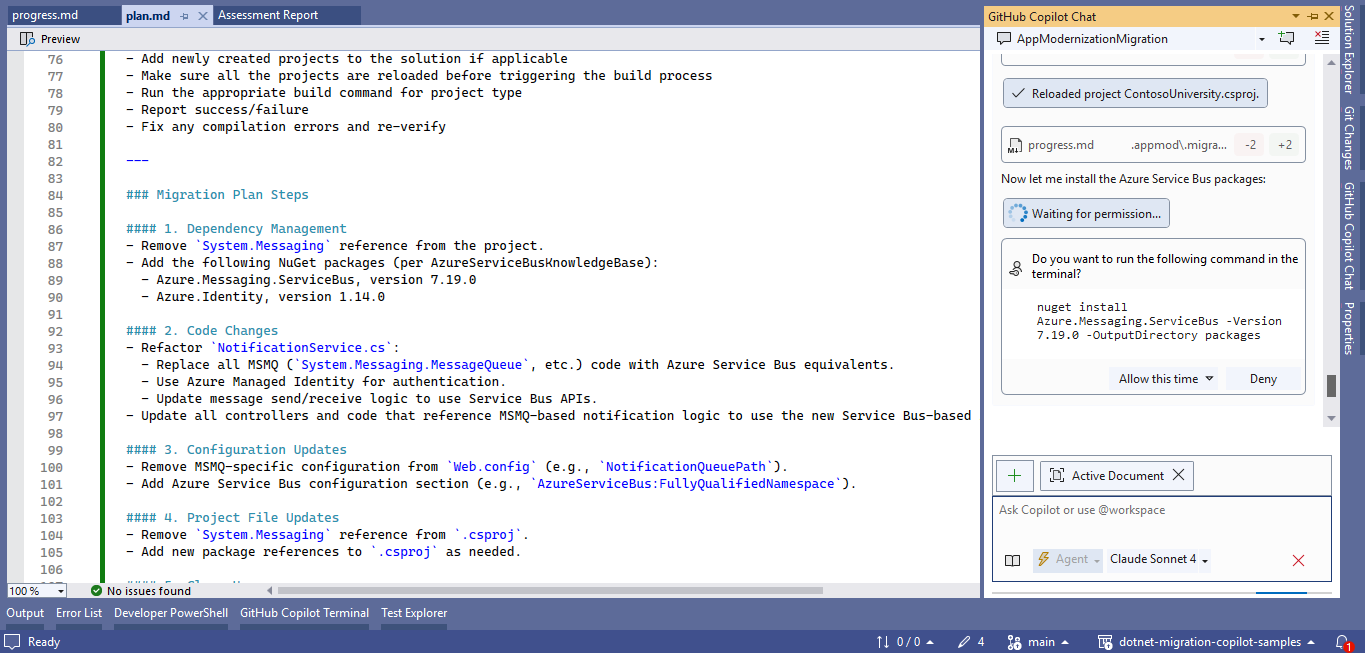 progress.md
plan.md
Assessment Report
Preview
76 - Add newly created projects to the solution if applicable
77 - Make sure all the projects are reloaded before triggering the build process
78 - Run the appropriate build command for project type
79 - Report success/failure
80 - Fix any compilation errors and re-verify
81
82 ---
83
84 ### Migration Plan Steps
85
86 #### 1. Dependency Management
87 - Remove `System.Messaging` reference from the project.
88 - Add the following NuGet packages (per AzureServiceBusKnowledgeBase):
89 - Azure.Messaging.ServiceBus, version 7.19.0
90 - Azure.Identity, version 1.14.0
91
92 #### 2. Code Changes
93 - Refactor `NotificationService.cs`:
94 - Replace all MSMQ (`System.Messaging.MessageQueue`, etc.) code with Azure Service Bus equivalents.
95 - Use Azure Managed Identity for authentication.
96 - Update message send/receive logic to use Service Bus APIs.
97 - Update all controllers and code that reference MSMQ-based notification logic to use the new Service Bus-based
98
99 #### 3. Configuration Updates
100 - Remove MSMQ-specific configuration from `Web.config` (e.g., `NotificationQueuePath`).
101 - Add Azure Service Bus configuration section (e.g., `AzureServiceBus:FullyQualifiedNamespace`).
102
103 #### 4. Project File Updates
104 - Remove `System.Messaging` reference from `.csproj`.
105 - Add new package references to `.csproj` as needed.
106
100 %
No issues found
GitHub Copilot Chat
AppModernizationMigration
Reloaded project ContosoUniversity.csproj.
progress.md .appmod\.migra... -2 +2
Now let me install the Azure Service Bus packages:
Waiting for permission...
Do you want to run the following command in the
terminal?
nuget install
Azure.Messaging.ServiceBus -Version
7.19.0 -OutputDirectory packages
Allow this time
Deny
Active Document
Ask Copilot or use @workspace
Agent
Claude Sonnet 4
Solution Explorer
Git Changes
GitHub Copilot Chat
Properties
Output
Error List
Developer PowerShell
GitHub Copilot Terminal
Test Explorer
Ready
0 / 0
4
main
dotnet-migration-copilot-samples
1